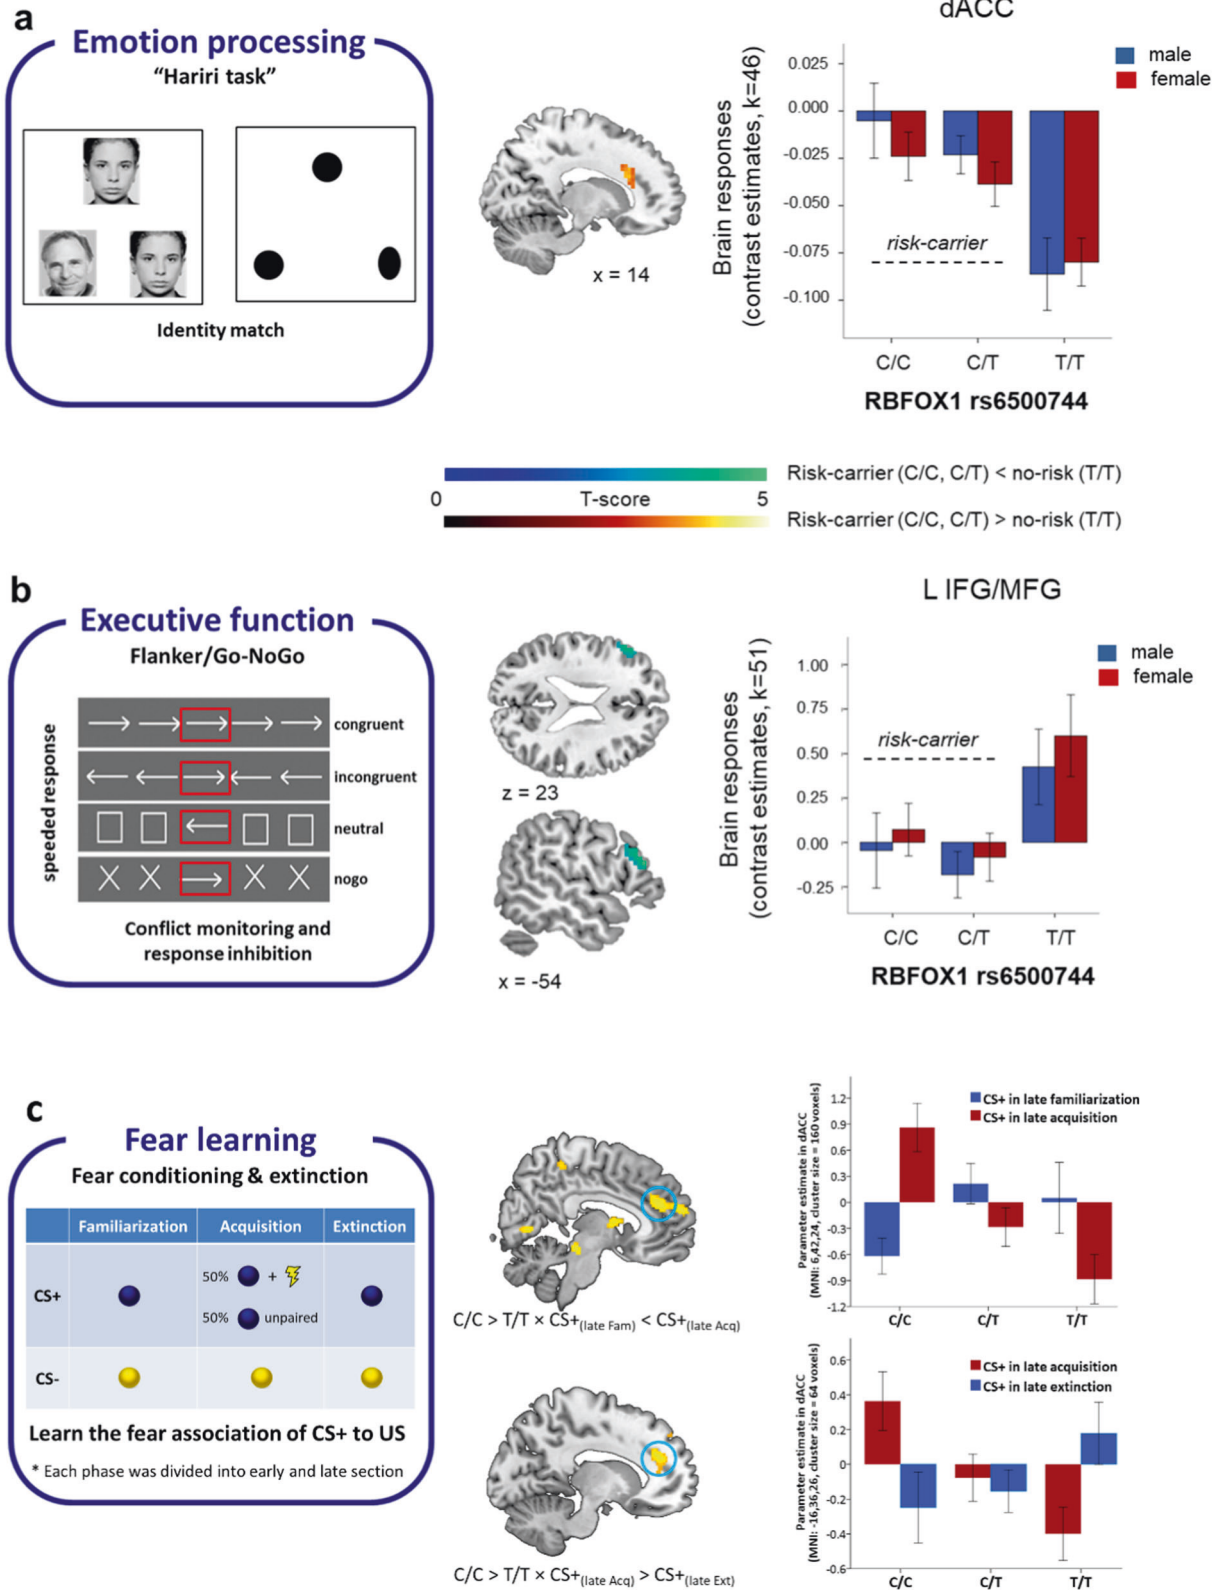 a
Emotion processing
“Hariri task”
Identity match
x = 14
dACC
Brain responses
(contrast estimates, k=46)
0.025
0.000
-0.025
-0.050
-0.075
-0.100
male
female
risk-carrier
C/C
C/T
T/T
RBFOX1 rs6500744
0
T-score
5
Risk-carrier (C/C, C/T) < no-risk (T/T)
Risk-carrier (C/C, C/T) > no-risk (T/T)
b
Executive function
Flanker/Go-NoGo
speeded response
congruent
incongruent
neutral
nogo
Conflict monitoring and
response inhibition
z = 23
x = -54
L IFG/MFG
Brain responses
(contrast estimates, k=51)
1.00
0.75
0.50
0.25
0.00
-0.25
male
female
risk-carrier
C/C
C/T
T/T
RBFOX1 rs6500744
c
Fear learning
Fear conditioning & extinction
Familiarization
Acquisition
Extinction
CS+
50%
+
50%
unpaired
CS-
Learn the fear association of CS+ to US
* Each phase was divided into early and late section
C/C > T/T × CS+(late Fam) < CS+(late Acq)
C/C > T/T × CS+(late Acq) > CS+(late Ext)
Parameter estimate in dACC
(MNI: 6,42,24, cluster size = 160 voxels)
1.2
0.9
0.6
0.3
0
-0.3
-0.6
-0.9
-1.2
CS+ in late familiarization
CS+ in late acquisition
C/C
C/T
T/T
Parameter estimate in dACC
(MNI: -16,36,26, cluster size = 64 voxels)
0.6
0.4
0.2
0
-0.2
-0.4
-0.6
CS+ in late acquisition
CS+ in late extinction
C/C
C/T
T/T